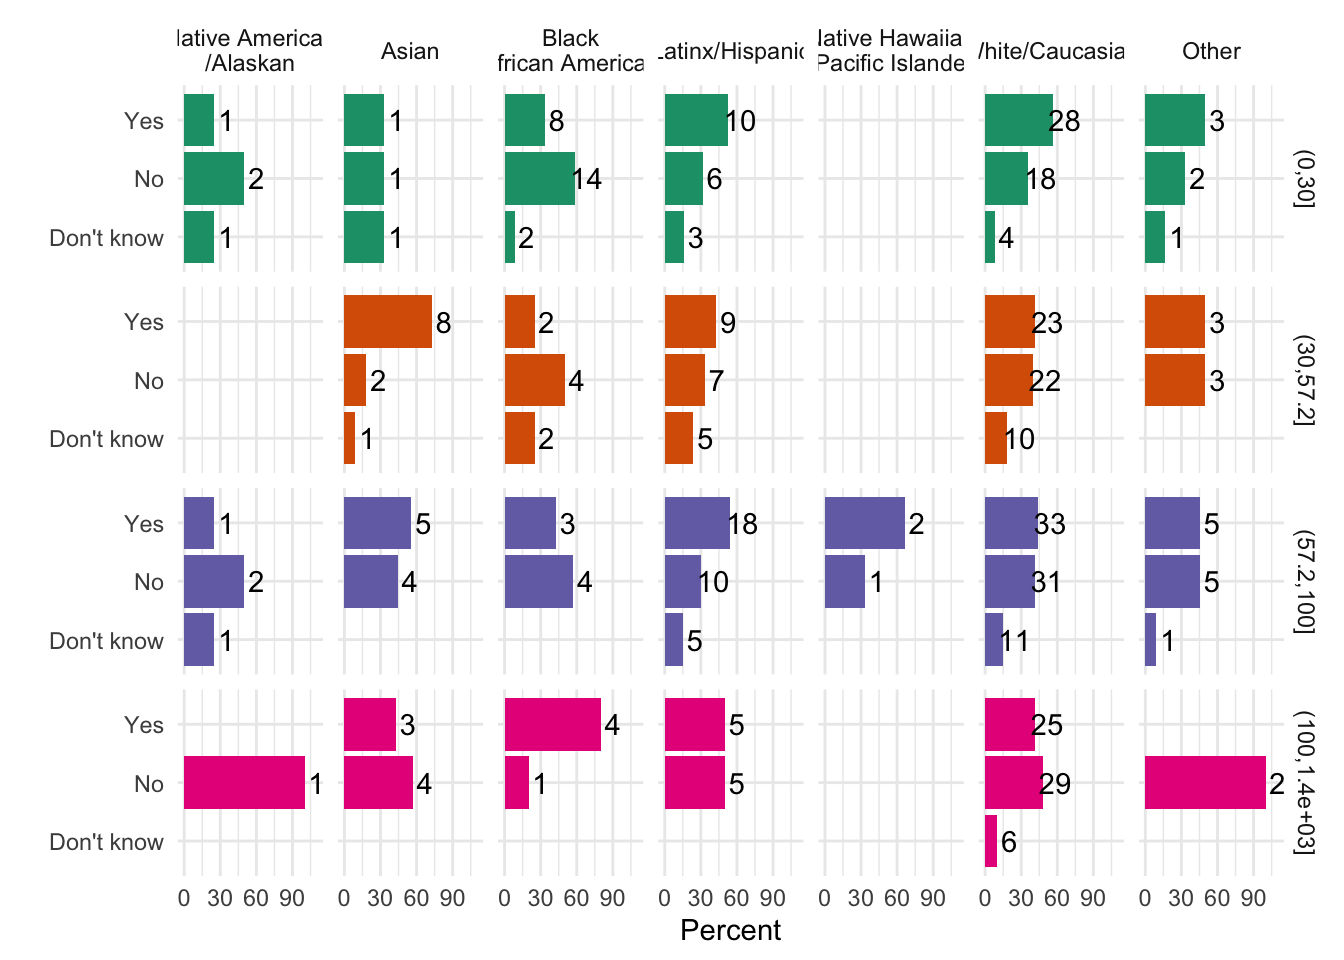 ative America
/Alaskan
Asian
Black
frican America
atinx/Hispani
ative Hawaiia
Pacific Islande
hite/Caucasia
Other
Yes 1 1 8 10 28 3
No 2 1 14 6 18 2
Don't know 1 1 2 3 4 1
(0,30]
Yes 8 2 9 23 3
No 2 4 7 22 3
Don't know 1 2 5 10
(30,57.2]
Yes 1 5 3 18 2 33 5
No 2 4 4 10 1 31 5
Don't know 1 5 11 1
(57.2,100]
Yes 3 4 5 25
No 1 4 1 5 29 2
Don't know 6
(100,1.4e+03]
0 30 60 90 0 30 60 90 0 30 60 90 0 30 60 90 0 30 60 90 0 30 60 90 0 30 60 90
Percent